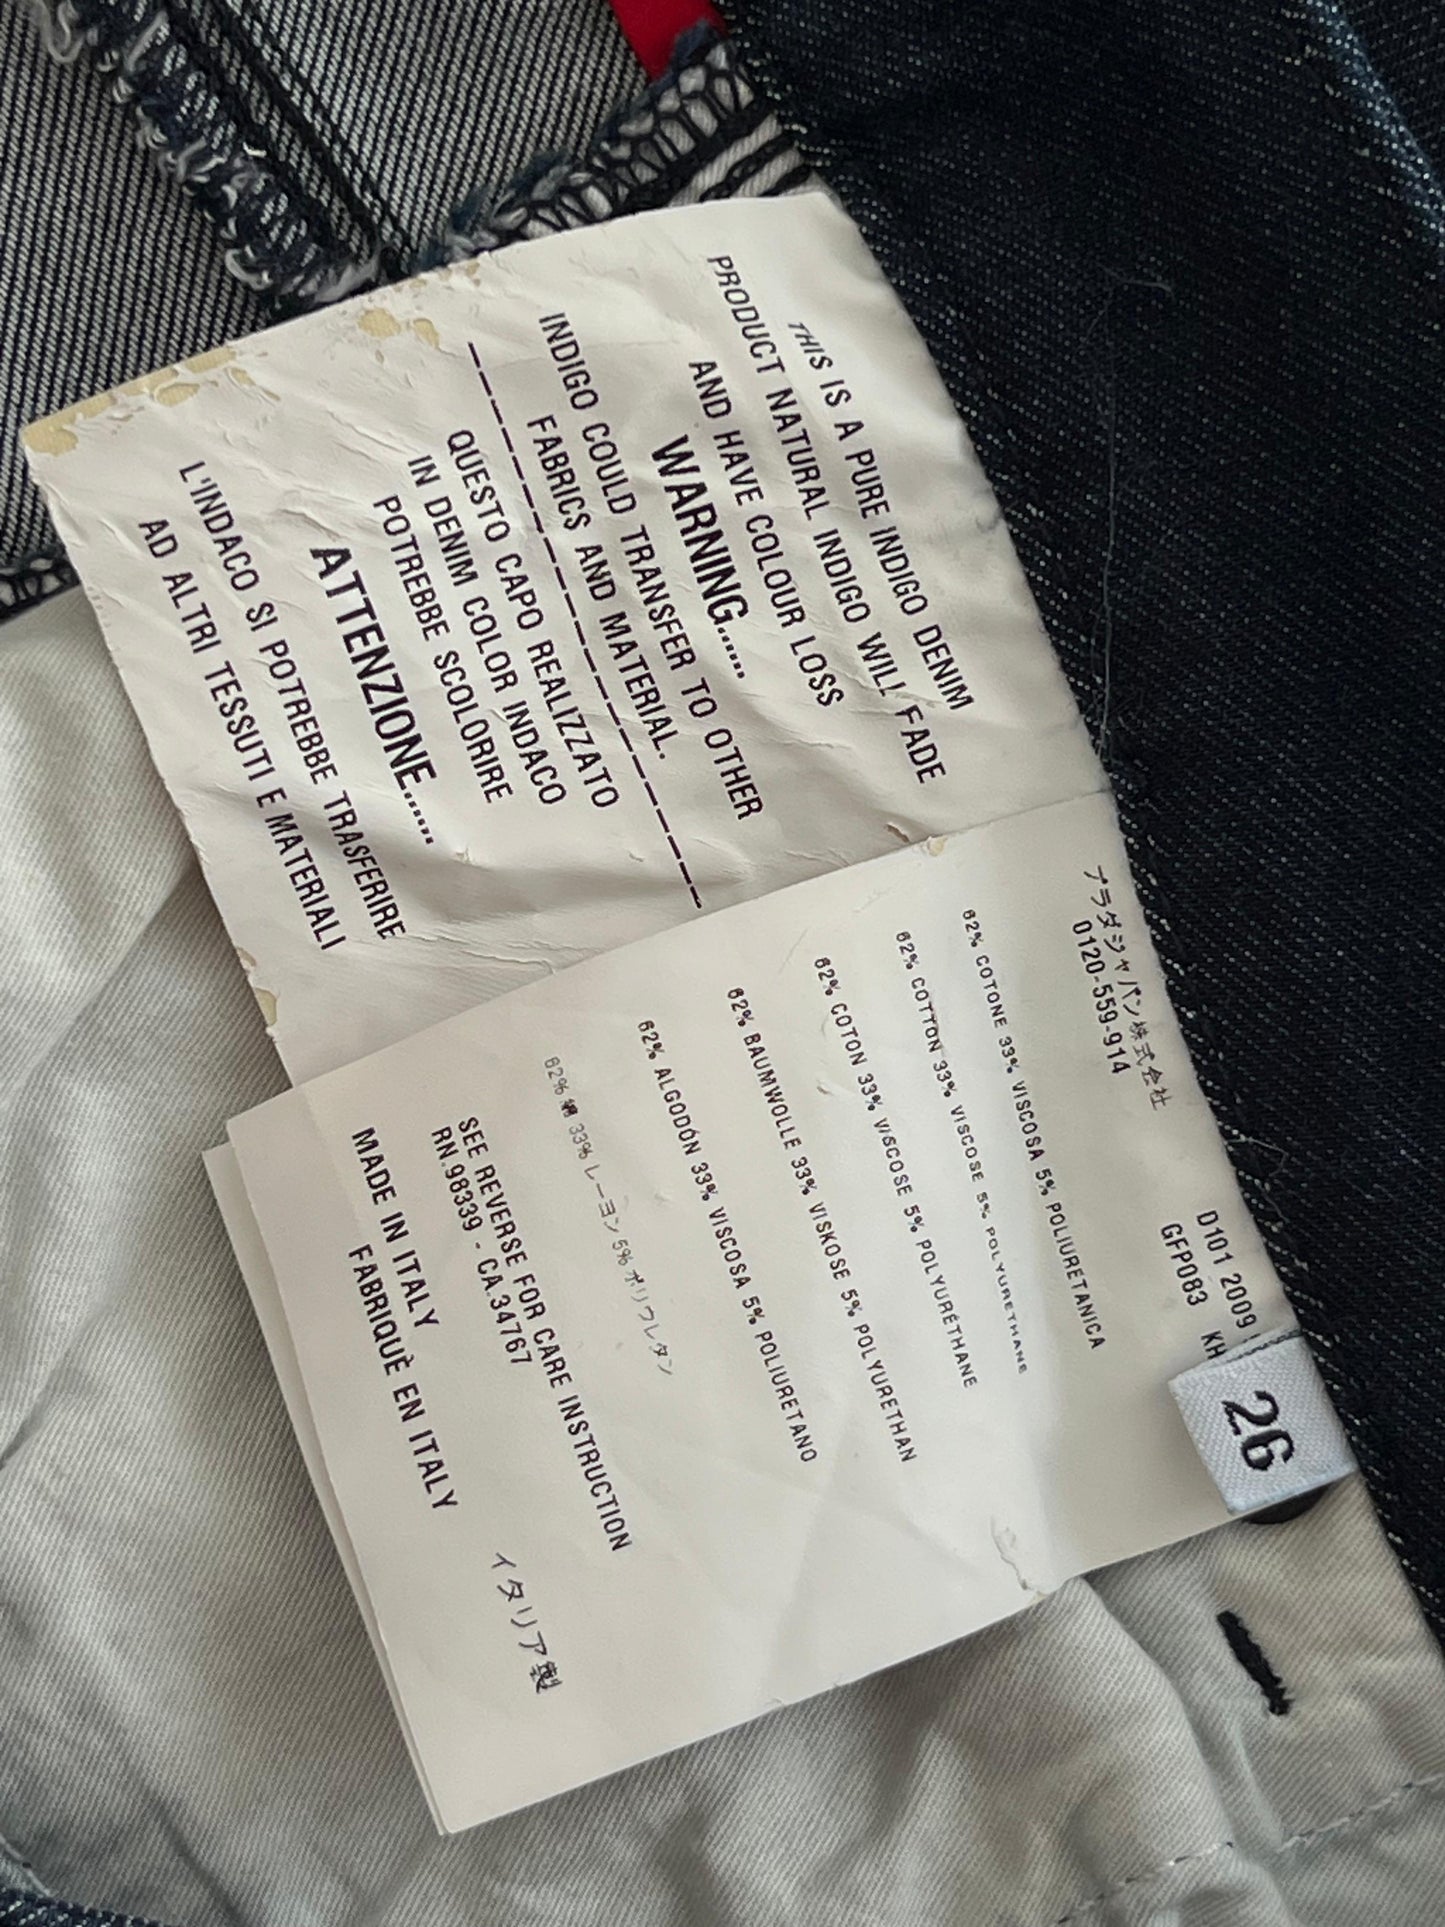 THIS IS A PURE INDIGO DENIM
PRODUCT NATURAL INDIGO WILL FADE
AND HAVE COLOUR LOSS
WARNING......
INDIGO COULD TRANSFER TO OTHER
FABRICS AND MATERIAL.
QUESTO CAPO REALIZZATO
IN DENIM COLOR INDACO
POTREBBE SCOLORIRE
ATTENZIONE......
L'INDACO SI POTREBBE TRASFERIRE
AD ALTRI TESSUTI E MATERIALI
D101 2009
GFP083 KH
26
プラダジャパン株式会社
0120-559-914
62% COTONE 33% VISCOSA 5% POLIURETANICA
62% COTTON 33% VISCOSE 5% POLYURETHANE
62% COTON 33% VISCOSE 5% POLYURÉTHANE
62% BAUMWOLLE 33% VISKOSE 5% POLYURETHAN
62% ALGODÓN 33% VISCOSA 5% POLIURETANO
62% 綿 33% レーヨン 5% ポリウレタン
SEE REVERSE FOR CARE INSTRUCTION
RN.98339 - CA.34767
MADE IN ITALY
FABRIQUÈ EN ITALY
イタリア製